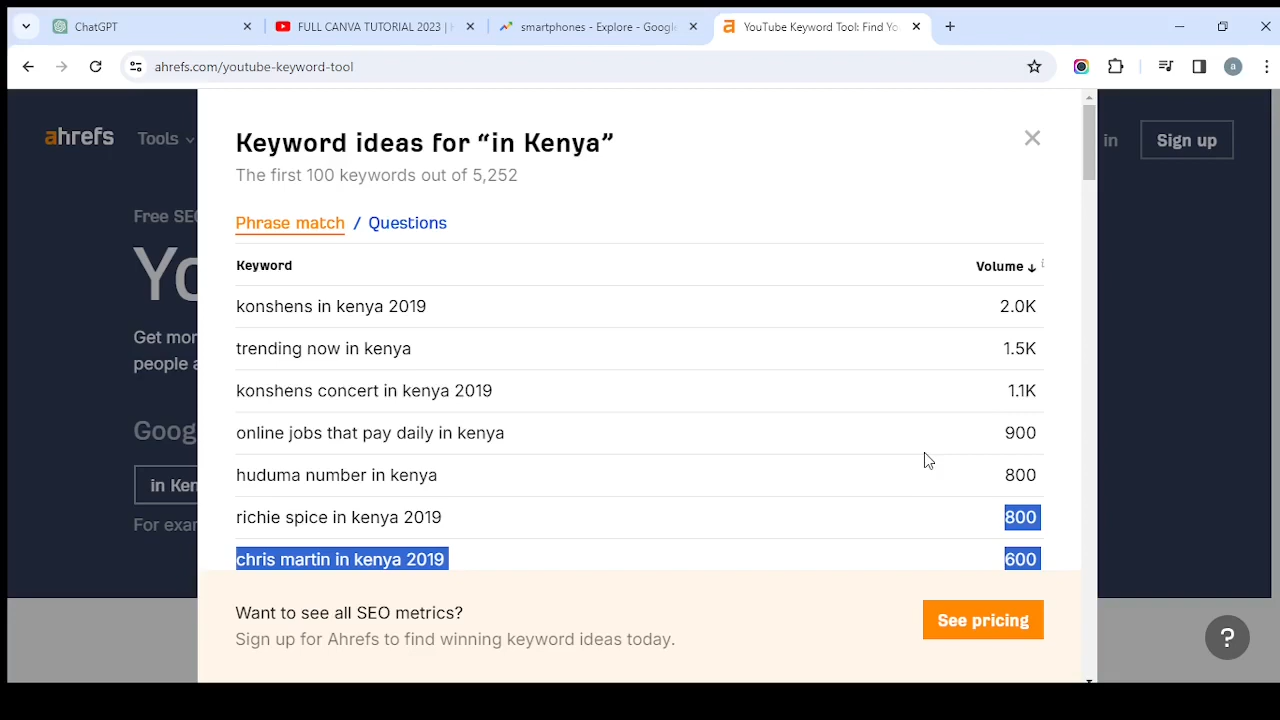 ChatGPT
FULL CANVA TUTORIAL 2023 |
smartphones - Explore - Google
YouTube Keyword Tool: Find Yo
ahrefs.com/youtube-keyword-tool
a
ahrefs
Tools
in
Sign up
Free SEO
Yo
Get mor
people a
Goog
in Ken
For exam
Keyword ideas for “in Kenya”
The first 100 keywords out of 5,252
Phrase match / Questions
Keyword Volume ↓ i
konshens in kenya 2019 2.0K
trending now in kenya 1.5K
konshens concert in kenya 2019 1.1K
online jobs that pay daily in kenya 900
huduma number in kenya 800
richie spice in kenya 2019 800
chris martin in kenya 2019 600
Want to see all SEO metrics?
Sign up for Ahrefs to find winning keyword ideas today.
See pricing
?